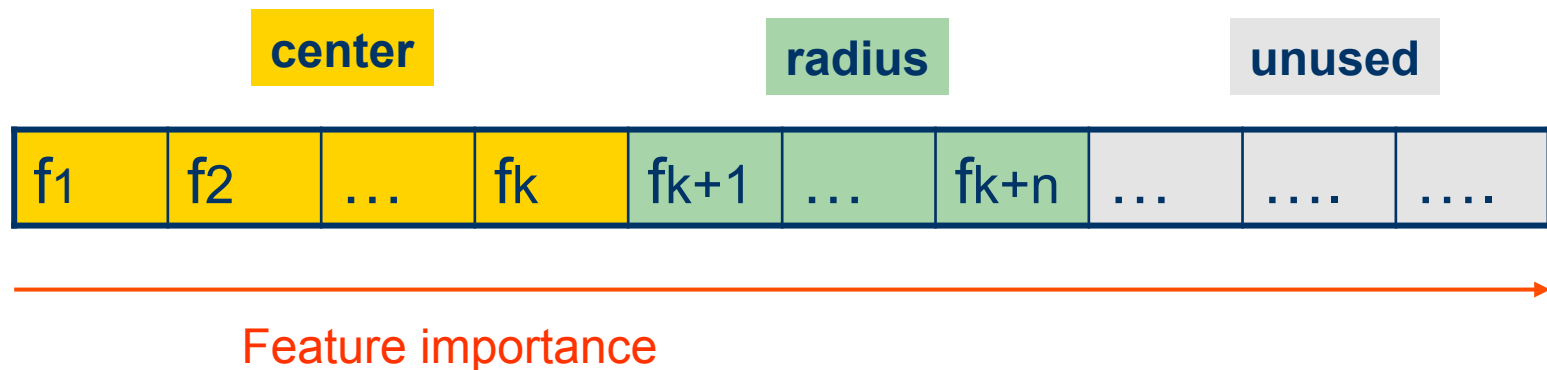 center radius unused
f1 f2 ... fk fk+1 ... fk+n ... .... ....
Feature importance